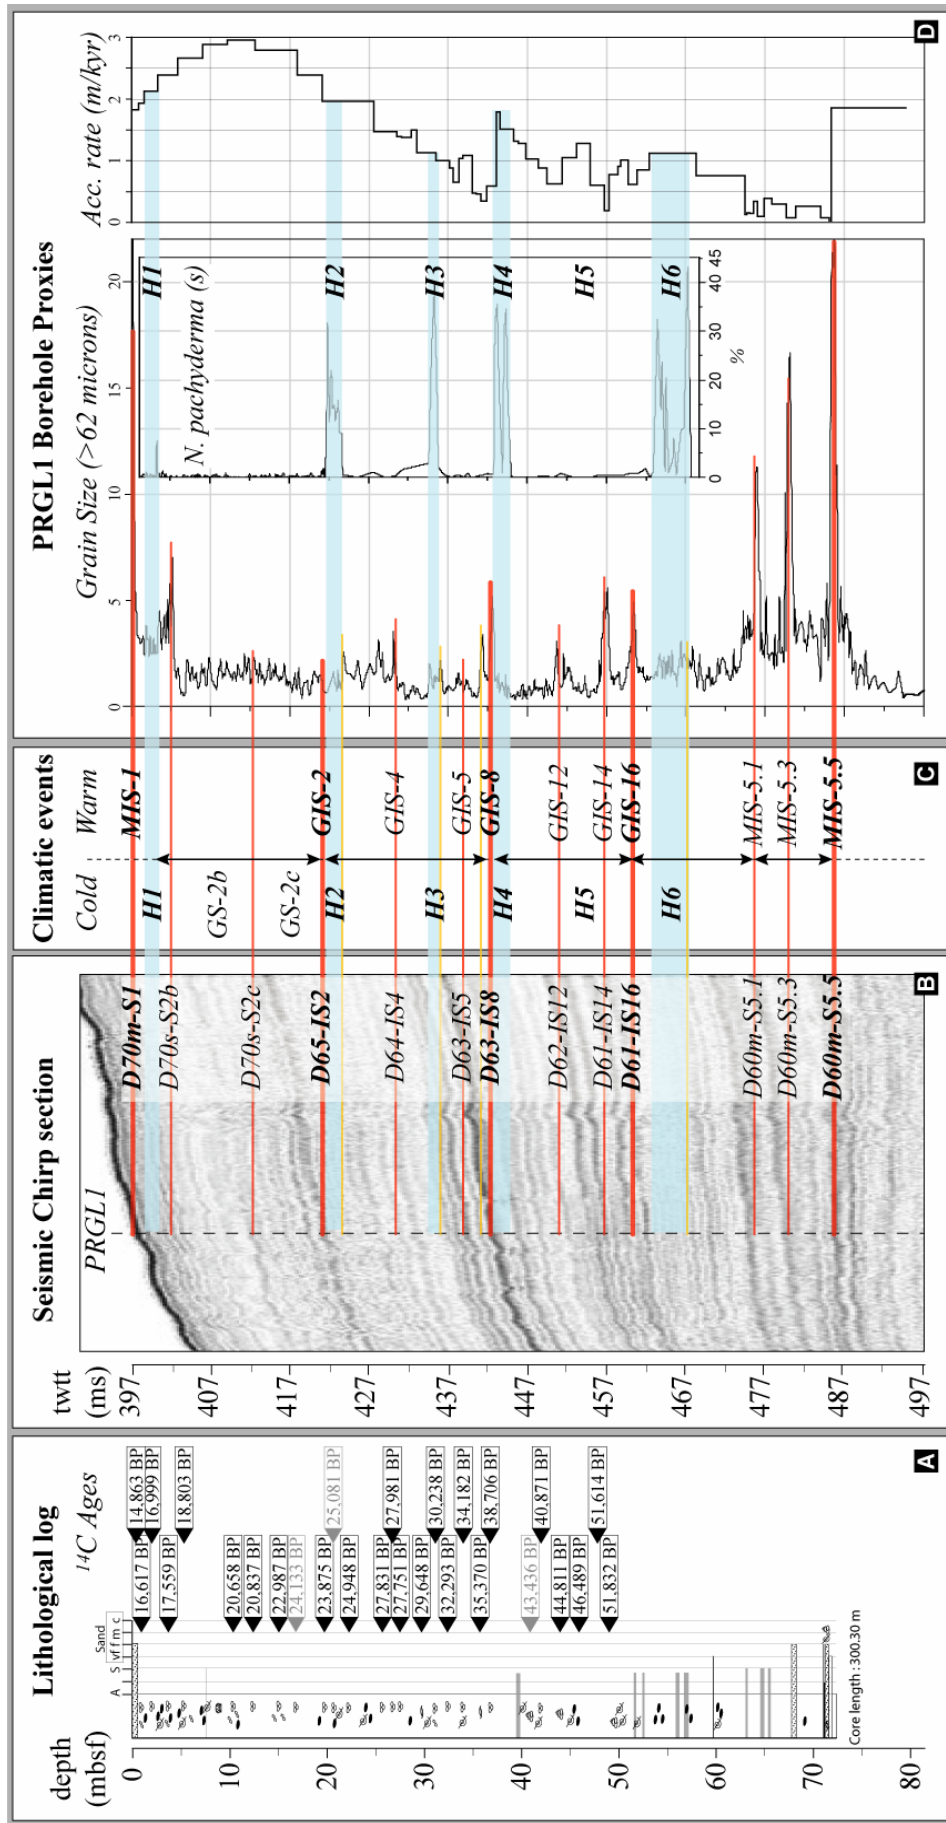 Lithological log
depth
(mbsf)
14C Ages
Sand
A
S
vf
f
m
c
0
10
20
30
40
50
60
70
80
14.863 BP
16.999 BP
18.803 BP
25.081 BP
27.981 BP
30.238 BP
34.182 BP
38.706 BP
40.871 BP
51.614 BP
16.617 BP
17.559 BP
20.658 BP
20.837 BP
22.987 BP
24.133 BP
23.875 BP
24.948 BP
27.831 BP
27.751 BP
29.648 BP
32.293 BP
35.370 BP
43.436 BP
44.811 BP
46.489 BP
51.832 BP
Core length : 300.30 m
A
Seismic Chirp section
twtt
(ms)
PRGL1
397
407
417
427
437
447
457
467
477
487
497
D70m-S1
D70s-S2b
D70s-S2c
D65-IS2
D64-IS4
D63-IS5
D63-IS8
D62-IS12
D61-IS14
D61-IS16
D60m-S5.1
D60m-S5.3
D60m-S5.5
B
Climatic events
Cold
Warm
H1
GS-2b
GS-2c
H2
H3
H4
H5
H6
MIS-1
GIS-2
GIS-4
GIS-5
GIS-8
GIS-12
GIS-14
GIS-16
MIS-5.1
MIS-5.3
MIS-5.5
C
PRGL1 Borehole Proxies
Grain Size (>62 microns)
0
5
10
15
20
N. pachyderma (s)
H1
H2
H3
H4
H5
H6
0
10
20
30
40
45
%
Acc. rate (m/kyr)
0
1
2
3
D